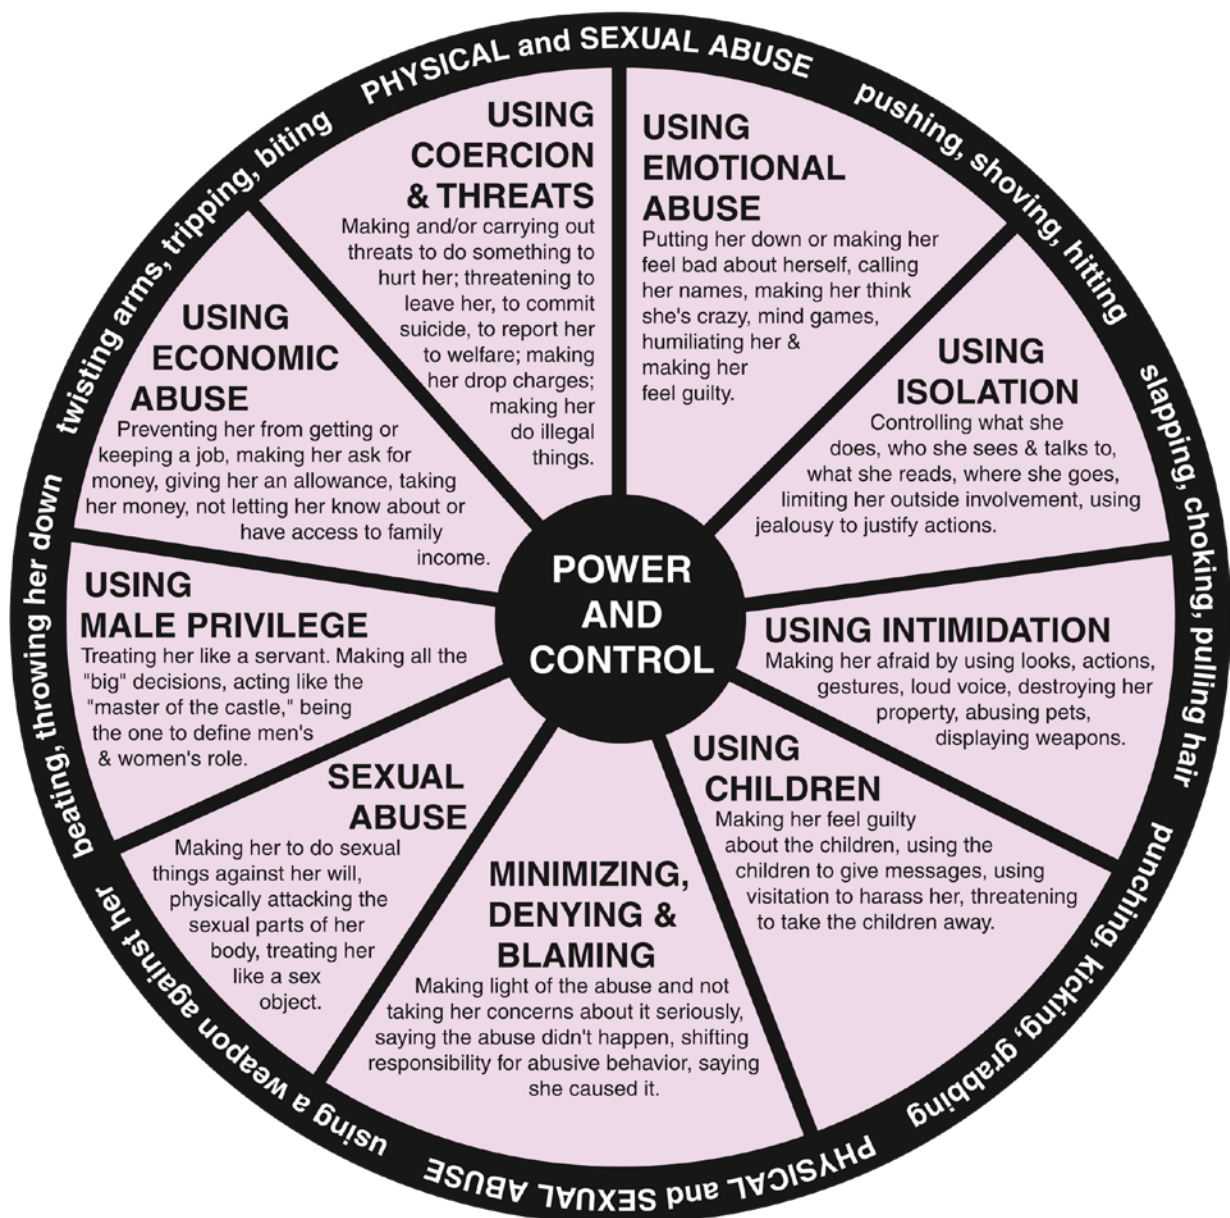 PHYSICAL and SEXUAL ABUSE
pushing, shoving, hitting
slapping, choking, pulling hair
punching, kicking, grabbing
PHYSICAL and SEXUAL ABUSE
using a weapon against her
beating, throwing her down
twisting arms, tripping, biting
POWER
AND
CONTROL
USING
EMOTIONAL
ABUSE
Putting her down or making her
feel bad about herself, calling
her names, making her think
she's crazy, mind games,
humiliating her &
making her
feel guilty.
USING
ISOLATION
Controlling what she
does, who she sees & talks to,
what she reads, where she goes,
limiting her outside involvement, using
jealousy to justify actions.
USING INTIMIDATION
Making her afraid by using looks, actions,
gestures, loud voice, destroying her
property, abusing pets,
displaying weapons.
USING
CHILDREN
Making her feel guilty
about the children, using the
children to give messages, using
visitation to harass her, threatening
to take the children away.
MINIMIZING,
DENYING &
BLAMING
Making light of the abuse and not
taking her concerns about it seriously,
saying the abuse didn't happen, shifting
responsibility for abusive behavior, saying
she caused it.
SEXUAL
ABUSE
Making her to do sexual
things against her will,
physically attacking the
sexual parts of her
body, treating her
like a sex
object.
USING
MALE PRIVILEGE
Treating her like a servant. Making all the
"big" decisions, acting like the
"master of the castle," being
the one to define men's
& women's role.
USING
ECONOMIC
ABUSE
Preventing her from getting or
keeping a job, making her ask for
money, giving her an allowance, taking
her money, not letting her know about or
have access to family
income.
USING
COERCION
& THREATS
Making and/or carrying out
threats to do something to
hurt her; threatening to
leave her, to commit
suicide, to report her
to welfare; making
her drop charges;
making her
do illegal
things.